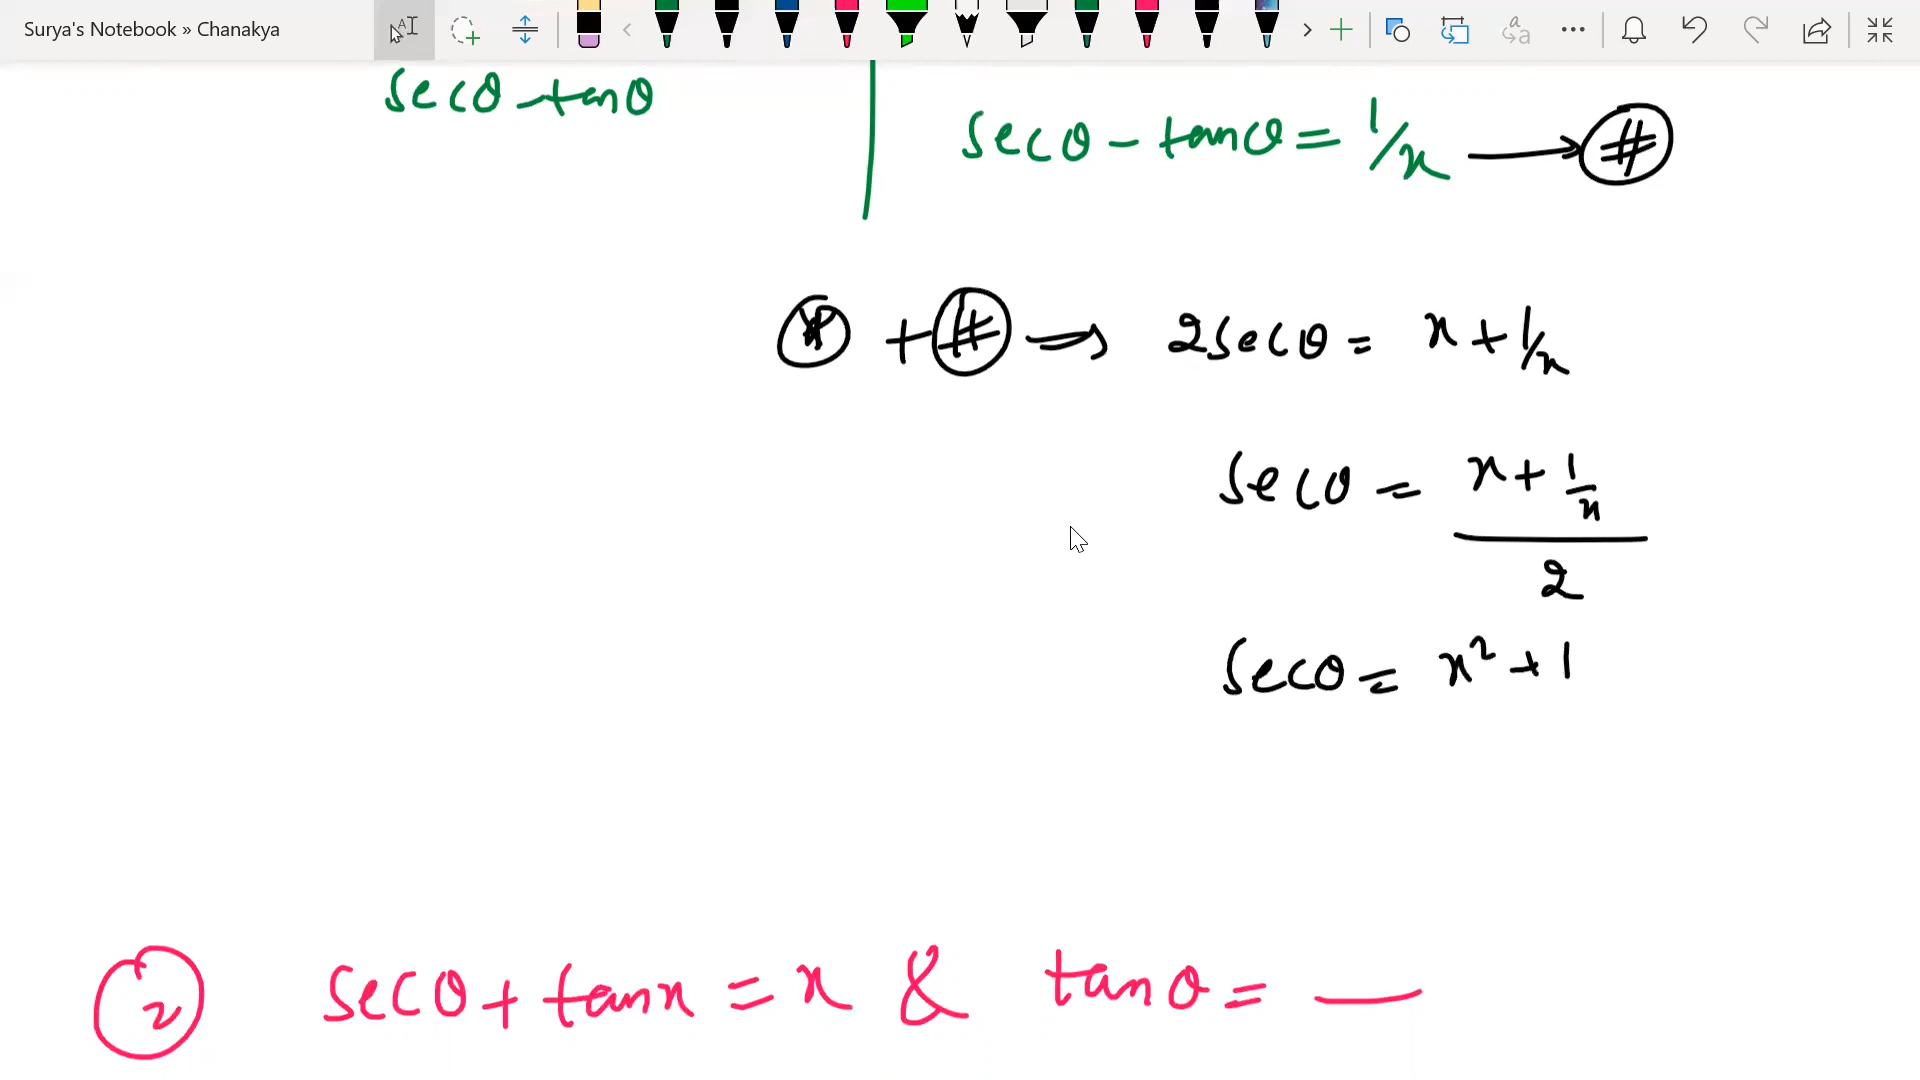 Surya's Notebook » Chanakya
secθ - tanθ
secθ - tanθ = 1/x → #
* + # ⇒ 2secθ = x + 1/x
secθ = (x + 1/x)/2
secθ = x² + 1
2 secθ + tanx = x & tanθ = —